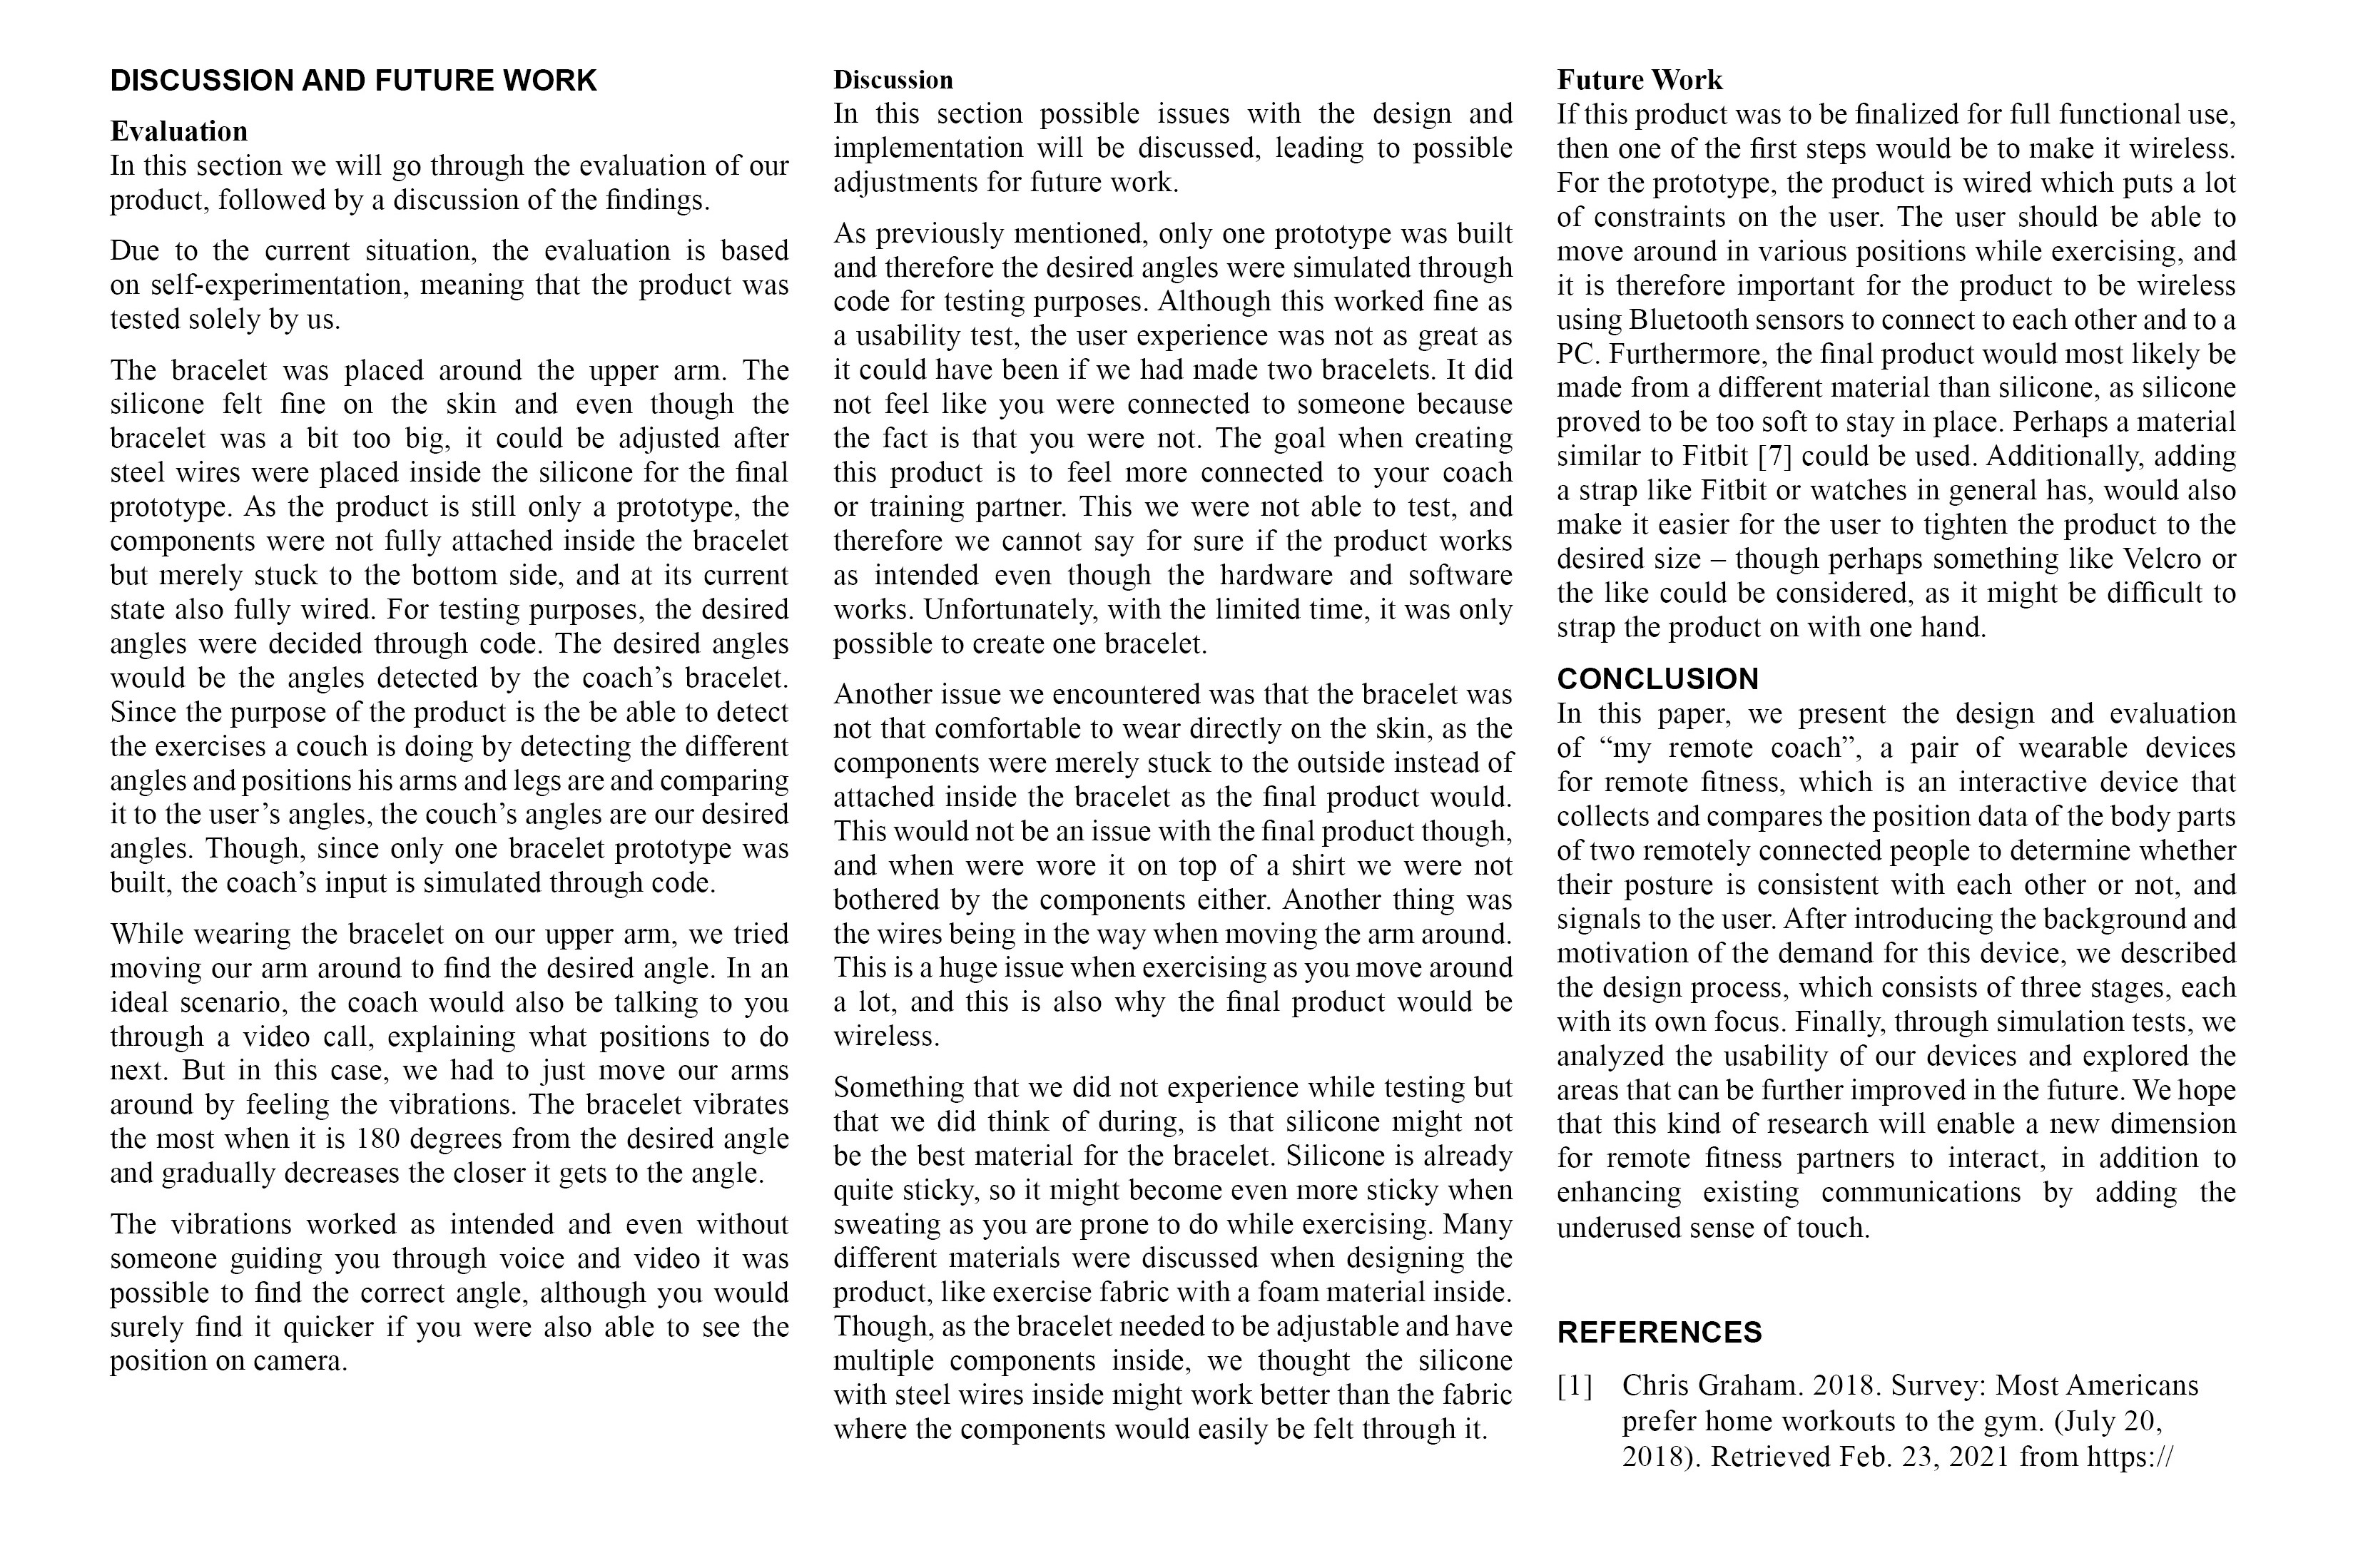 DISCUSSION AND FUTURE WORK
Evaluation
In this section we will go through the evaluation of our
product, followed by a discussion of the findings.
Due to the current situation, the evaluation is based
on self-experimentation, meaning that the product was
tested solely by us.
The bracelet was placed around the upper arm. The
silicone felt fine on the skin and even though the
bracelet was a bit too big, it could be adjusted after
steel wires were placed inside the silicone for the final
prototype. As the product is still only a prototype, the
components were not fully attached inside the bracelet
but merely stuck to the bottom side, and at its current
state also fully wired. For testing purposes, the desired
angles were decided through code. The desired angles
would be the angles detected by the coach’s bracelet.
Since the purpose of the product is the be able to detect
the exercises a couch is doing by detecting the different
angles and positions his arms and legs are and comparing
it to the user’s angles, the couch’s angles are our desired
angles. Though, since only one bracelet prototype was
built, the coach’s input is simulated through code.
While wearing the bracelet on our upper arm, we tried
moving our arm around to find the desired angle. In an
ideal scenario, the coach would also be talking to you
through a video call, explaining what positions to do
next. But in this case, we had to just move our arms
around by feeling the vibrations. The bracelet vibrates
the most when it is 180 degrees from the desired angle
and gradually decreases the closer it gets to the angle.
The vibrations worked as intended and even without
someone guiding you through voice and video it was
possible to find the correct angle, although you would
surely find it quicker if you were also able to see the
position on camera.
Discussion
In this section possible issues with the design and
implementation will be discussed, leading to possible
adjustments for future work.
As previously mentioned, only one prototype was built
and therefore the desired angles were simulated through
code for testing purposes. Although this worked fine as
a usability test, the user experience was not as great as
it could have been if we had made two bracelets. It did
not feel like you were connected to someone because
the fact is that you were not. The goal when creating
this product is to feel more connected to your coach
or training partner. This we were not able to test, and
therefore we cannot say for sure if the product works
as intended even though the hardware and software
works. Unfortunately, with the limited time, it was only
possible to create one bracelet.
Another issue we encountered was that the bracelet was
not that comfortable to wear directly on the skin, as the
components were merely stuck to the outside instead of
attached inside the bracelet as the final product would.
This would not be an issue with the final product though,
and when were wore it on top of a shirt we were not
bothered by the components either. Another thing was
the wires being in the way when moving the arm around.
This is a huge issue when exercising as you move around
a lot, and this is also why the final product would be
wireless.
Something that we did not experience while testing but
that we did think of during, is that silicone might not
be the best material for the bracelet. Silicone is already
quite sticky, so it might become even more sticky when
sweating as you are prone to do while exercising. Many
different materials were discussed when designing the
product, like exercise fabric with a foam material inside.
Though, as the bracelet needed to be adjustable and have
multiple components inside, we thought the silicone
with steel wires inside might work better than the fabric
where the components would easily be felt through it.
Future Work
If this product was to be finalized for full functional use,
then one of the first steps would be to make it wireless.
For the prototype, the product is wired which puts a lot
of constraints on the user. The user should be able to
move around in various positions while exercising, and
it is therefore important for the product to be wireless
using Bluetooth sensors to connect to each other and to a
PC. Furthermore, the final product would most likely be
made from a different material than silicone, as silicone
proved to be too soft to stay in place. Perhaps a material
similar to Fitbit [7] could be used. Additionally, adding
a strap like Fitbit or watches in general has, would also
make it easier for the user to tighten the product to the
desired size – though perhaps something like Velcro or
the like could be considered, as it might be difficult to
strap the product on with one hand.
CONCLUSION
In this paper, we present the design and evaluation
of “my remote coach”, a pair of wearable devices
for remote fitness, which is an interactive device that
collects and compares the position data of the body parts
of two remotely connected people to determine whether
their posture is consistent with each other or not, and
signals to the user. After introducing the background and
motivation of the demand for this device, we described
the design process, which consists of three stages, each
with its own focus. Finally, through simulation tests, we
analyzed the usability of our devices and explored the
areas that can be further improved in the future. We hope
that this kind of research will enable a new dimension
for remote fitness partners to interact, in addition to
enhancing existing communications by adding the
underused sense of touch.
REFERENCES
[1] Chris Graham. 2018. Survey: Most Americans
prefer home workouts to the gym. (July 20,
2018). Retrieved Feb. 23, 2021 from https://